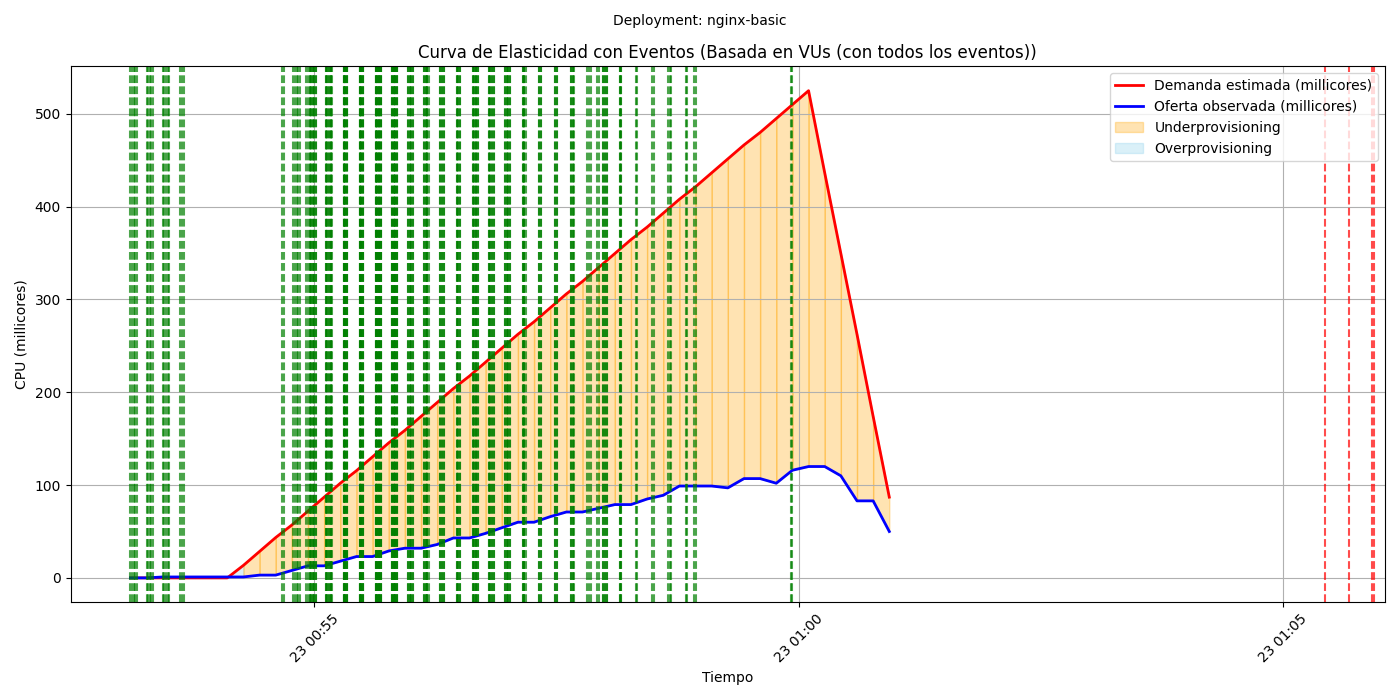 Deployment: nginx-basic
Curva de Elasticidad con Eventos (Basada en VUs (con todos los eventos))
Demanda estimada (millicores)
Oferta observada (millicores)
Underprovisioning
Overprovisioning
CPU (millicores)
500
400
300
200
100
0
23 00:55
23 01:00
23 01:05
Tiempo